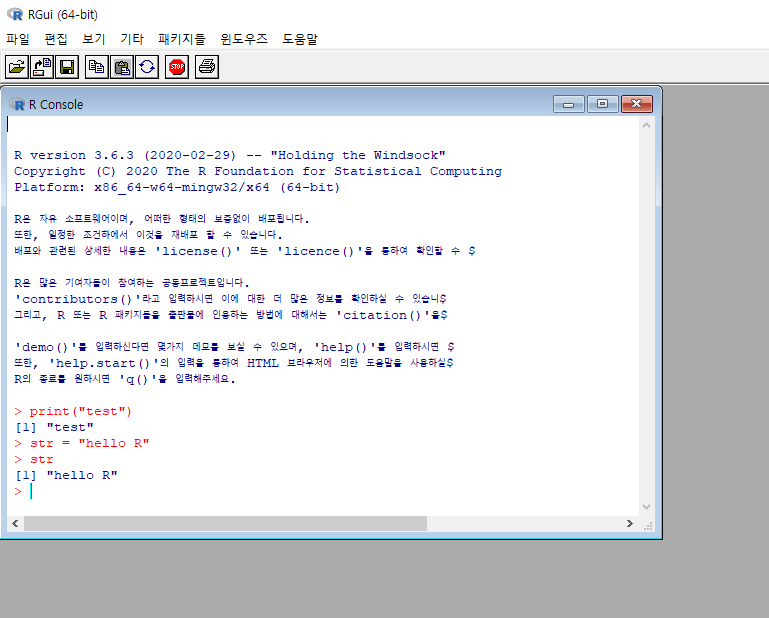 RGui (64-bit)
파일 편집 보기 기타 패키지들 윈도우즈 도움말
STOP
R Console
R version 3.6.3 (2020-02-29) -- "Holding the Windsock"
Copyright (C) 2020 The R Foundation for Statistical Computing
Platform: x86_64-w64-mingw32/x64 (64-bit)
R은 자유 소프트웨어이며, 어떠한 형태의 보증없이 배포됩니다.
또한, 일정한 조건하에서 이것을 재배포 할 수 있습니다.
배포와 관련된 상세한 내용은 'license()' 또는 'licence()'을 통하여 확인할 수 $
R은 많은 기여자들이 참여하는 공동프로젝트입니다.
'contributors()'라고 입력하시면 이에 대한 더 많은 정보를 확인하실 수 있습니$
그리고, R 또는 R 패키지들을 출판물에 인용하는 방법에 대해서는 'citation()'을$
'demo()'를 입력하신다면 몇가지 데모를 보실 수 있으며, 'help()'를 입력하시면 $
또한, 'help.start()'의 입력을 통하여 HTML 브라우저에 의한 도움말을 사용하실$
R의 종료를 원하시면 'q()'을 입력해주세요.
> print("test")
[1] "test"
> str = "hello R"
> str
[1] "hello R"
>